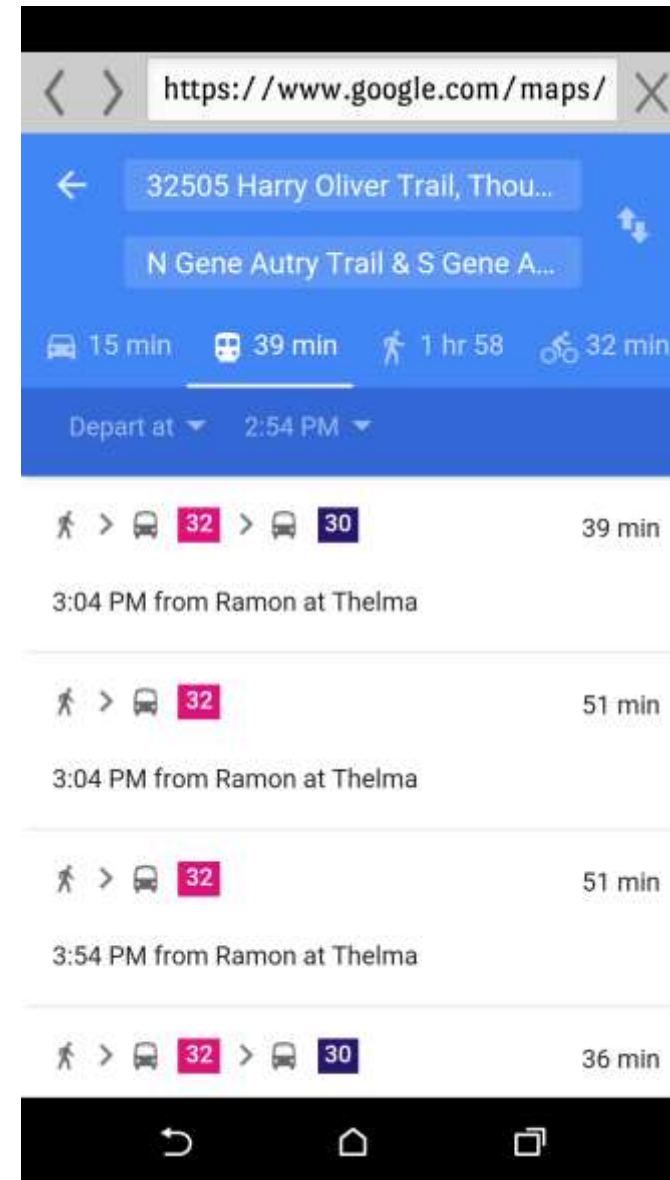 https://www.google.com/maps/
32505 Harry Oliver Trail, Thou...
N Gene Autry Trail & S Gene A...
15 min 39 min 1 hr 58 32 min
Depart at 2:54 PM
32 30 39 min
3:04 PM from Ramon at Thelma
32 51 min
3:04 PM from Ramon at Thelma
32 51 min
3:54 PM from Ramon at Thelma
32 30 36 min